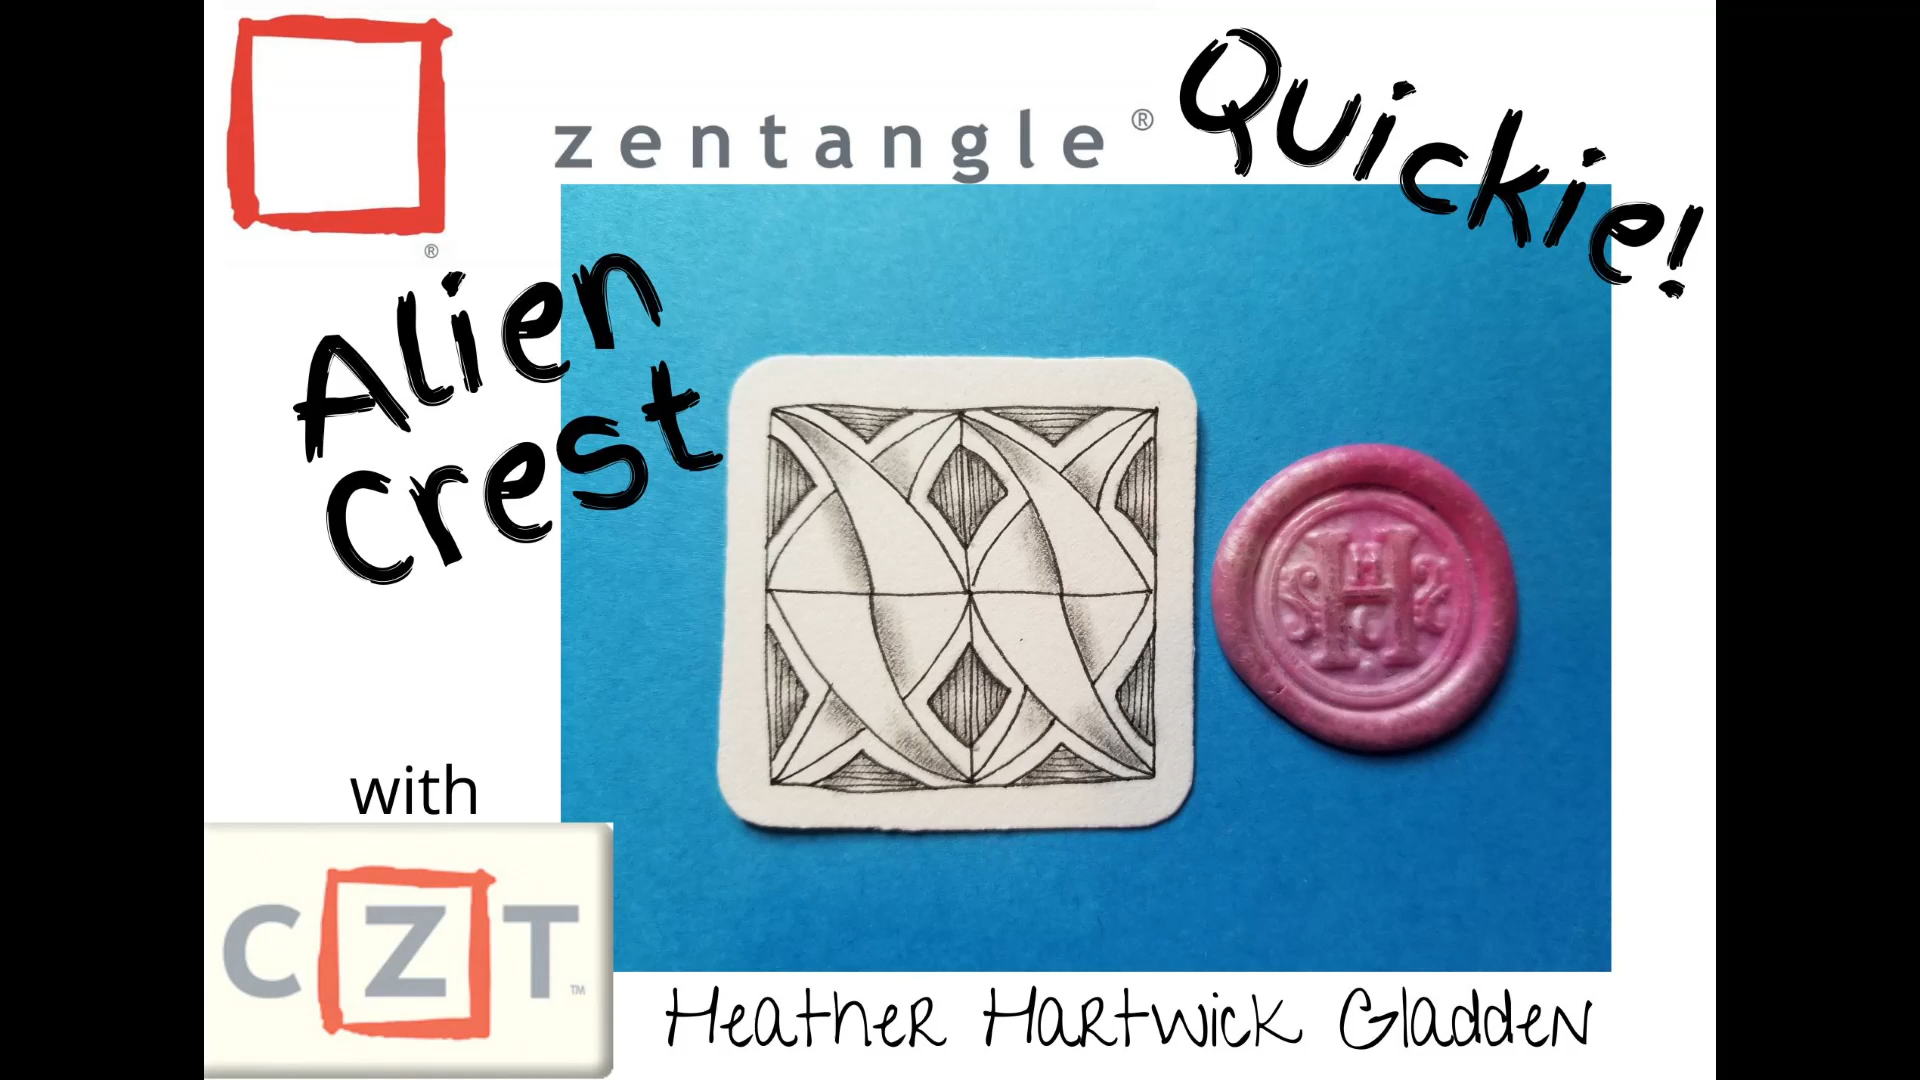 zentangle®
Quickie!
®
Alien
Crest
H
with
CZT™
Heather Hartwick Gladden